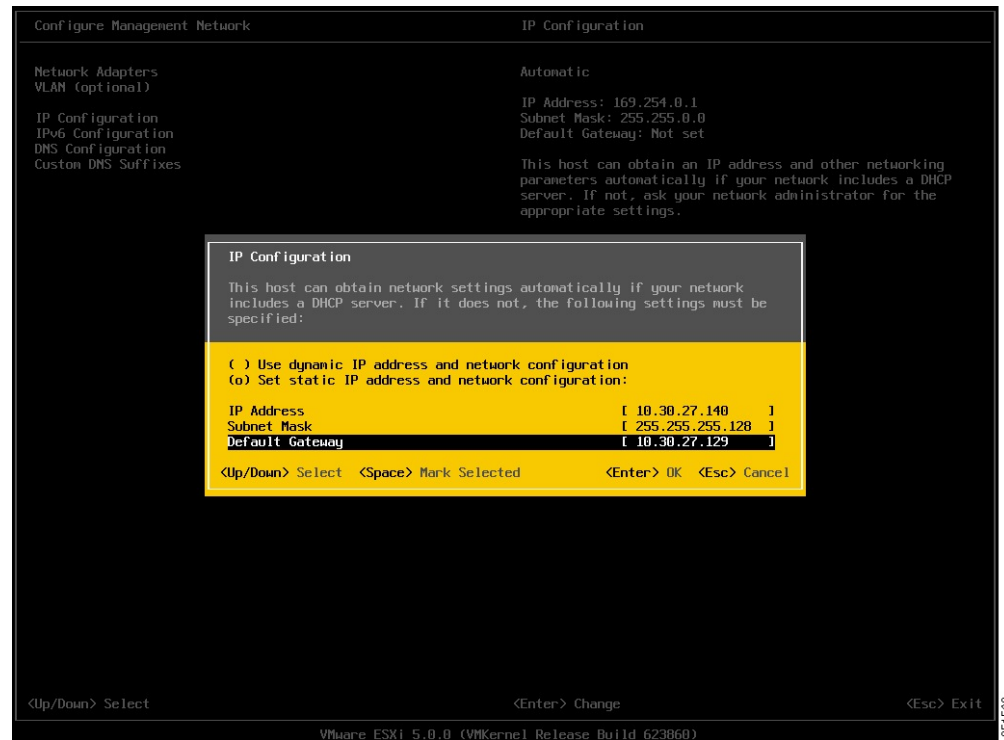 Configure Management Network
IP Configuration
Network Adapters
VLAN (optional)
IP Configuration
IPv6 Configuration
DNS Configuration
Custom DNS Suffixes
Automatic
IP Address: 169.254.0.1
Subnet Mask: 255.255.0.0
Default Gateway: Not set
This host can obtain an IP address and other networking
parameters automatically if your network includes a DHCP
server. If not, ask your network administrator for the
appropriate settings.
IP Configuration
This host can obtain network settings automatically if your network
includes a DHCP server. If it does not, the following settings must be
specified:
( ) Use dynamic IP address and network configuration
(o) Set static IP address and network configuration:
IP Address [ 10.30.27.140 ]
Subnet Mask [ 255.255.255.128 ]
Default Gateway [ 10.30.27.129 ]
<Up/Down> Select <Space> Mark Selected <Enter> OK <Esc> Cancel
<Up/Down> Select <Enter> Change <Esc> Exit
VMware ESXi 5.0.0 (VMKernel Release Build 623860)